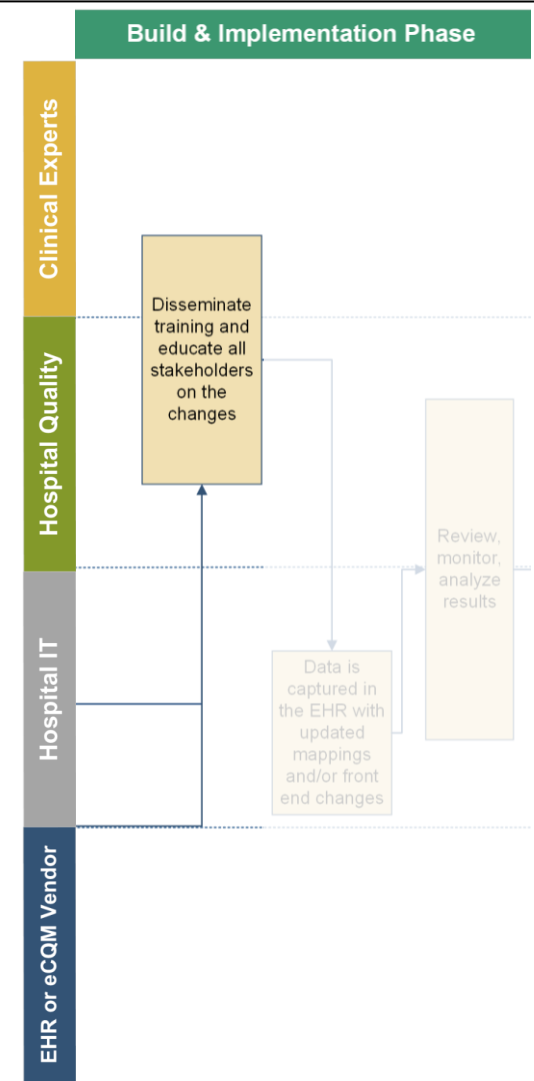 Build & Implementation Phase
Clinical Experts
Disseminate
training and
educate all
stakeholders
on the
changes
Hospital Quality
Review,
monitor,
analyze
results
Hospital IT
Data is
captured in
the EHR with
updated
mappings
and/or front
end changes
EHR or eCQM Vendor